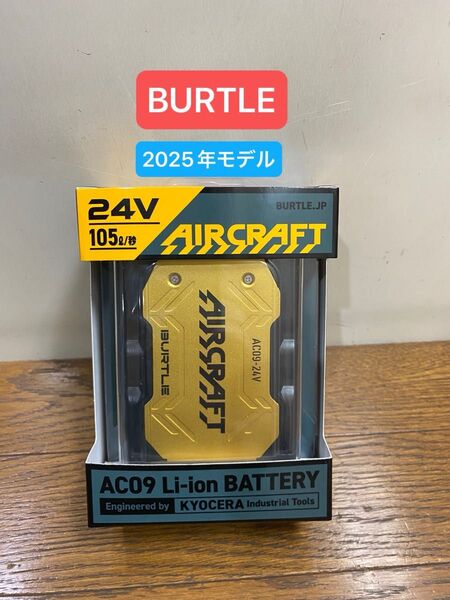 BURTLE
2025年モデル
24V
BURTLE.JP
105ℓ/秒
AIRCRAFT
AIRCRAFT
BURTLE
AC09-24V
AC09 Li-ion BATTERY
Engineered by KYOCERA Industrial Tools